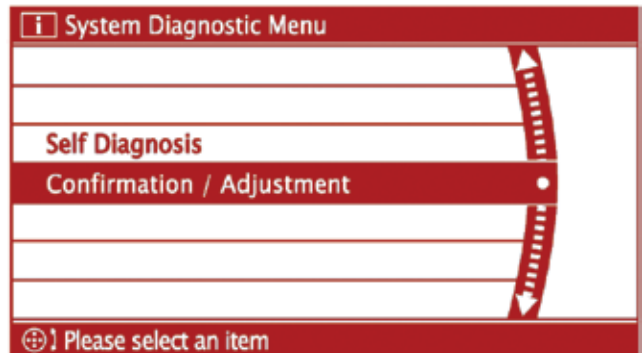 i System Diagnostic Menu
Self Diagnosis
Confirmation / Adjustment
Please select an item